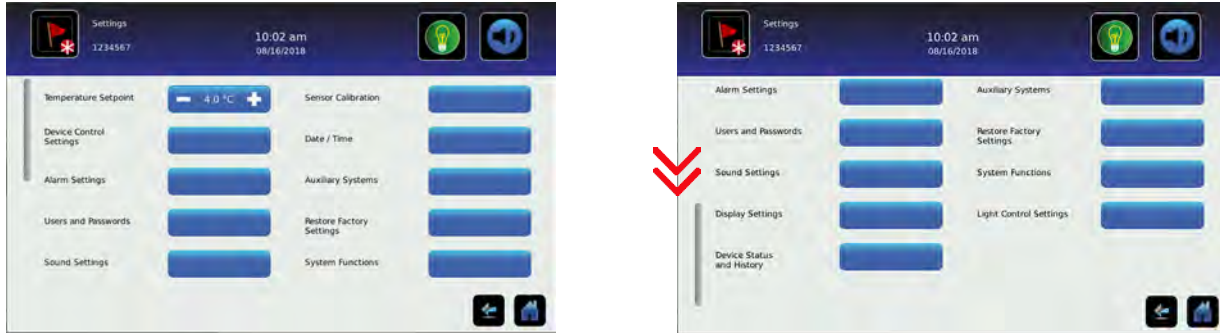 Settings
1234567
10:02 am
08/16/2018
Temperature Setpoint
4.0 °C
Sensor Calibration
Device Control
Settings
Date / Time
Alarm Settings
Auxiliary Systems
Users and Passwords
Restore Factory
Settings
Sound Settings
System Functions
Settings
1234567
10:02 am
08/16/2018
Alarm Settings
Auxiliary Systems
Users and Passwords
Restore Factory
Settings
Sound Settings
System Functions
Display Settings
Light Control Settings
Device Status
and History